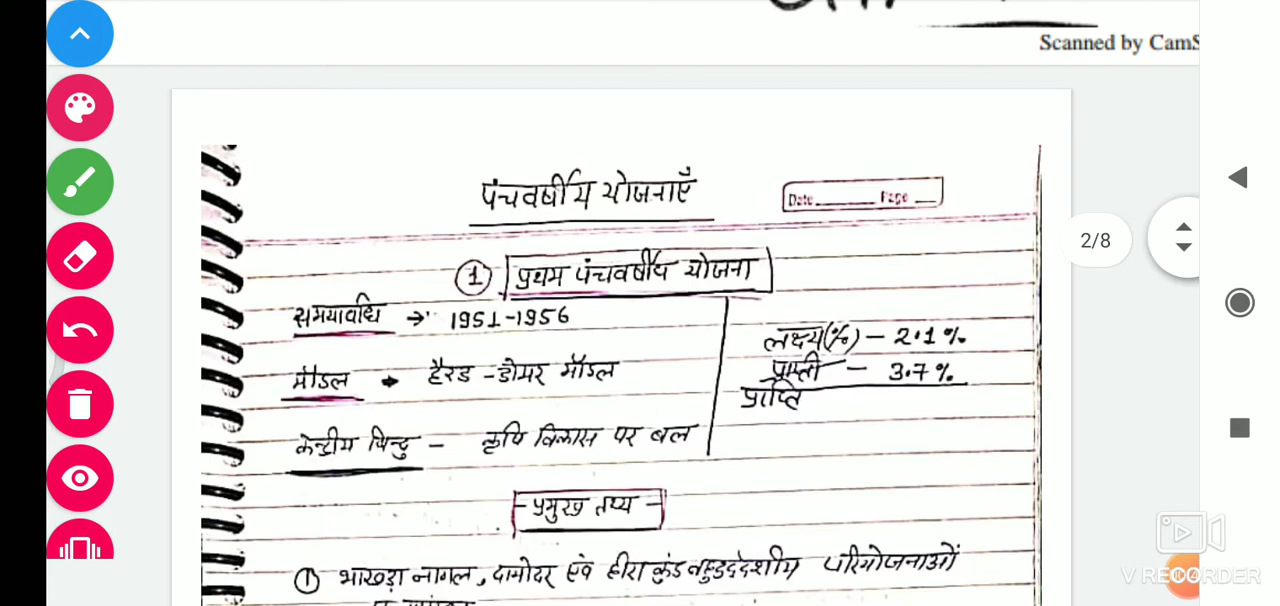 Scanned by CamS
पंचवर्षीय योजनाएँ
Date Page
2/8
1 प्रथम पंचवर्षीय योजना
समयावधि → 1951-1956
लक्ष्य(%) - 2.1%
मॉडल → हैरड-डोमर मॉडल
प्राप्ती - 3.7%
प्राप्ति
केन्द्रीय बिन्दु - कृषि विकास पर बल
- प्रमुख तथ्य -
① भाखड़ा नागल, दामोदर एवं हीराकुंड बहुउद्देशीय परियोजनाओं
V RECORDER